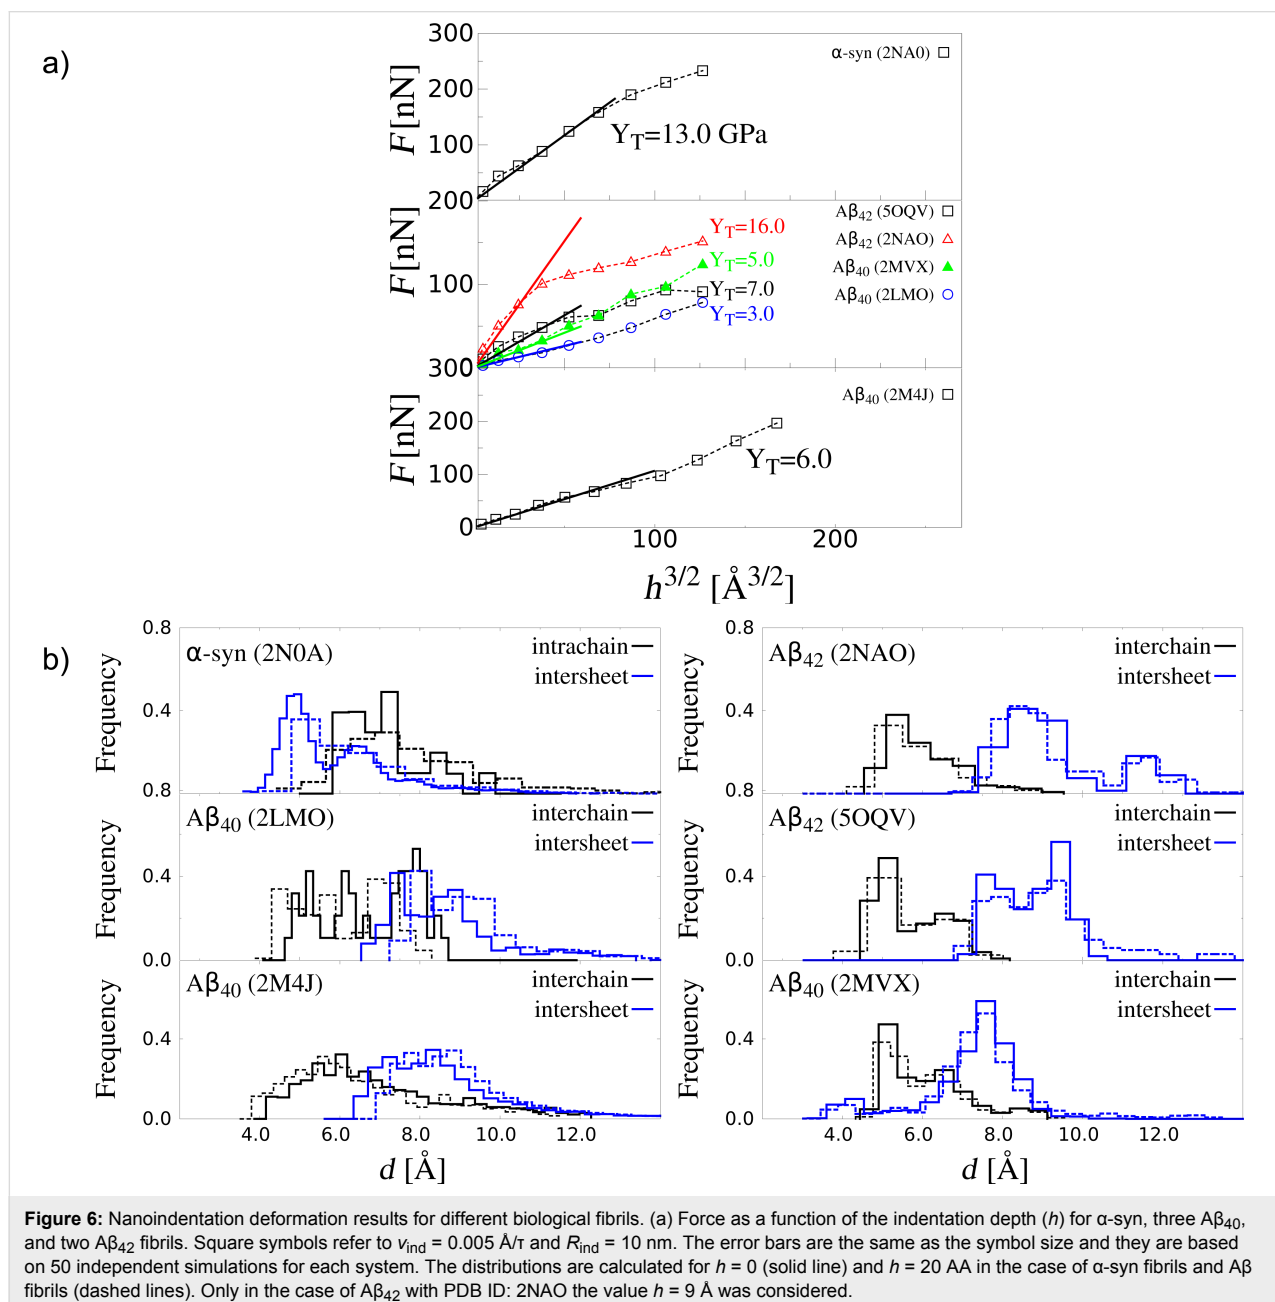 a)
300
200
100
200
F [nN]
α-syn (2NA0)
Y_T=13.0 GPa
100
300
F [nN]
Aβ42 (5OQV)
Aβ42 (2NAO)
Aβ40 (2MVX)
Aβ40 (2LMO)
Y_T=16.0
Y_T=5.0
Y_T=7.0
Y_T=3.0
0
200
100
0
F [nN]
Aβ40 (2M4J)
Y_T=6.0
100
200
h^3/2 [Å^3/2]
b)
0.8
0.4
0.8
Frequency
α-syn (2N0A)
intrachain
intersheet
0.4
0.0
Frequency
Aβ40 (2LMO)
interchain
intersheet
0.4
0.0
Frequency
Aβ40 (2M4J)
interchain
intersheet
4.0 6.0 8.0 10.0 12.0
d [Å]
0.8
0.4
0.8
Frequency
Aβ42 (2NAO)
interchain
intersheet
0.4
0.0
Frequency
Aβ42 (5OQV)
interchain
intersheet
0.4
0.0
Frequency
Aβ40 (2MVX)
interchain
intersheet
4.0 6.0 8.0 10.0 12.0
d [Å]
Figure 6: Nanoindentation deformation results for different biological fibrils. (a) Force as a function of the indentation depth (h) for α-syn, three Aβ40,
and two Aβ42 fibrils. Square symbols refer to v_ind = 0.005 Å/τ and R_ind = 10 nm. The error bars are the same as the symbol size and they are based
on 50 independent simulations for each system. The distributions are calculated for h = 0 (solid line) and h = 20 AA in the case of α-syn fibrils and Aβ
fibrils (dashed lines). Only in the case of Aβ42 with PDB ID: 2NAO the value h = 9 Å was considered.